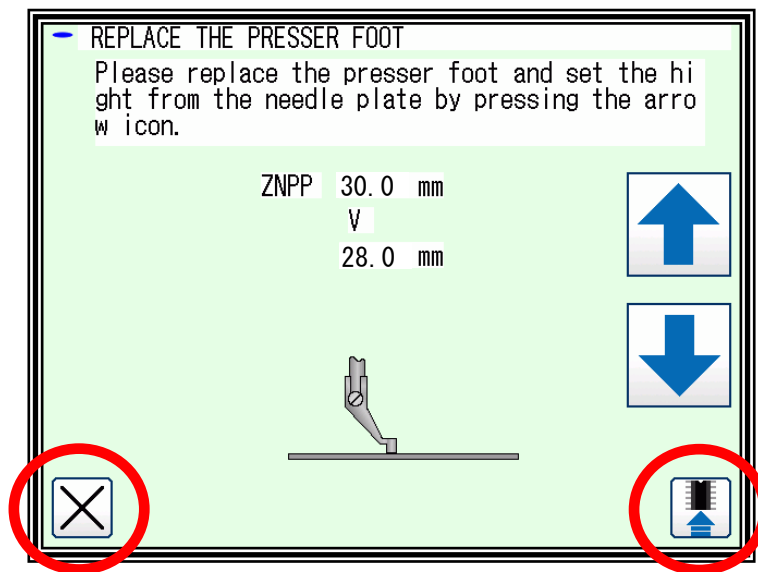 REPLACE THE PRESSER FOOT
Please replace the presser foot and set the hi
ght from the needle plate by pressing the arro
w icon.
ZNPP 30.0 mm
V
28.0 mm